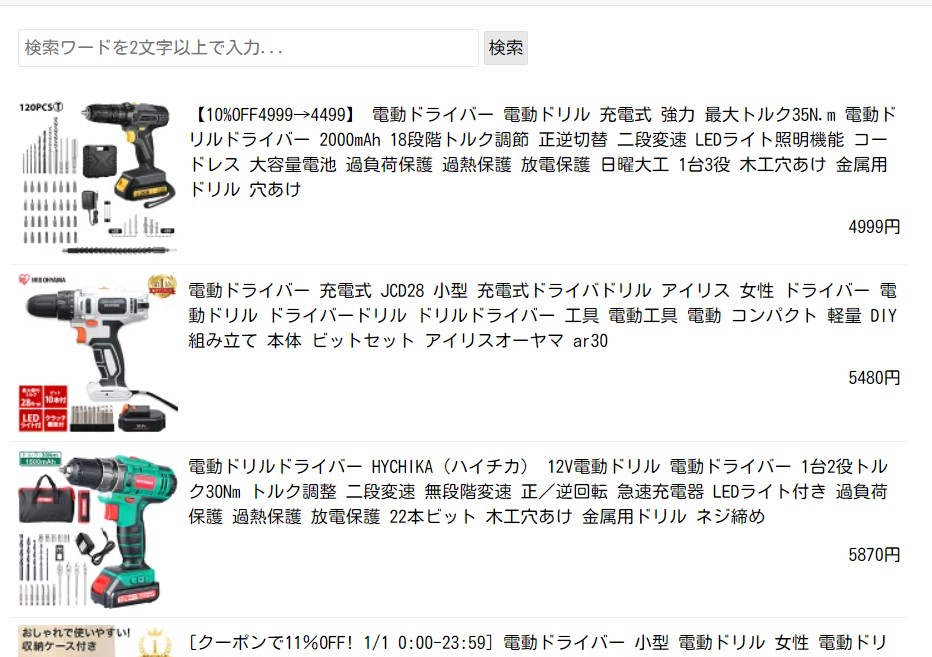 検索ワードを2文字以上で入力...
検索
120PCS
【10%OFF4999→4499】 電動ドライバー 電動ドリル 充電式 強力 最大トルク35N.m 電動ド
リルドライバー 2000mAh 18段階トルク調節 正逆切替 二段変速 LEDライト照明機能 コー
ドレス 大容量電池 過負荷保護 過熱保護 放電保護 日曜大工 1台3役 木工穴あけ 金属用
ドリル 穴あけ
4999円
IRIS OHYAMA
LED
ライト付
電動ドライバー 充電式 JCD28 小型 充電式ドライバドリル アイリス 女性 ドライバー 電
動ドリル ドライバードリル ドリルドライバー 工具 電動工具 電動 コンパクト 軽量 DIY
組み立て 本体 ビットセット アイリスオーヤマ ar30
5480円
1500mAh
電動ドリルドライバー HYCHIKA（ハイチカ） 12V電動ドリル 電動ドライバー 1台2役トル
ク30Nm トルク調整 二段変速 無段階変速 正／逆回転 急速充電器 LEDライト付き 過負荷
保護 過熱保護 放電保護 22本ビット 木工穴あけ 金属用ドリル ネジ締め
5870円
おしゃれで使いやすい!
収納ケース付き
[クーポンで11%OFF! 1/1 0:00-23:59] 電動ドライバー 小型 電動ドリル 女性 電動ドリ